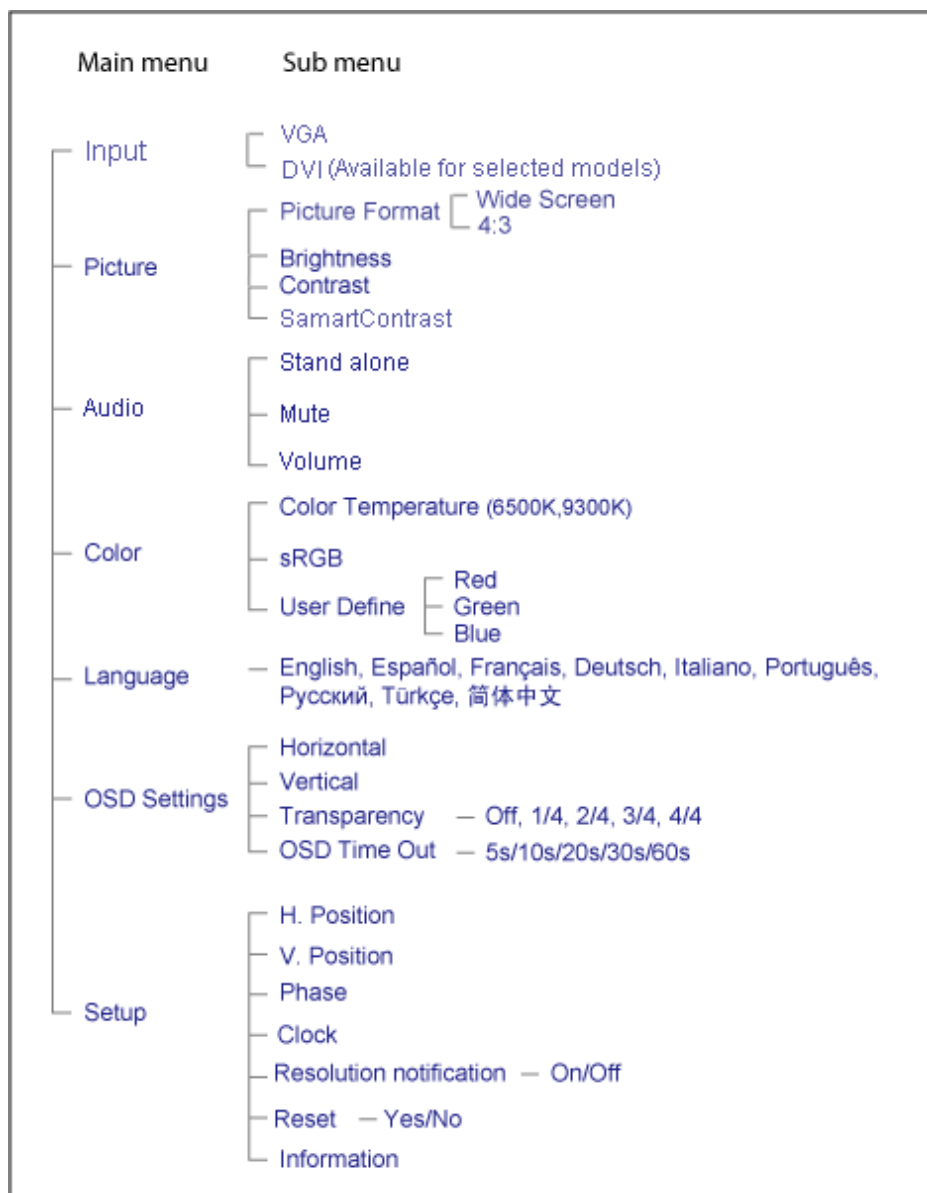 Main menu Sub menu
Input
VGA
DVI (Available for selected models)
Picture
Picture Format
Wide Screen
4:3
Brightness
Contrast
SamartContrast
Audio
Stand alone
Mute
Volume
Color
Color Temperature (6500K,9300K)
sRGB
User Define
Red
Green
Blue
Language
English, Español, Français, Deutsch, Italiano, Português,
Русский, Türkçe, 简体中文
OSD Settings
Horizontal
Vertical
Transparency — Off, 1/4, 2/4, 3/4, 4/4
OSD Time Out — 5s/10s/20s/30s/60s
Setup
H. Position
V. Position
Phase
Clock
Resolution notification — On/Off
Reset — Yes/No
Information